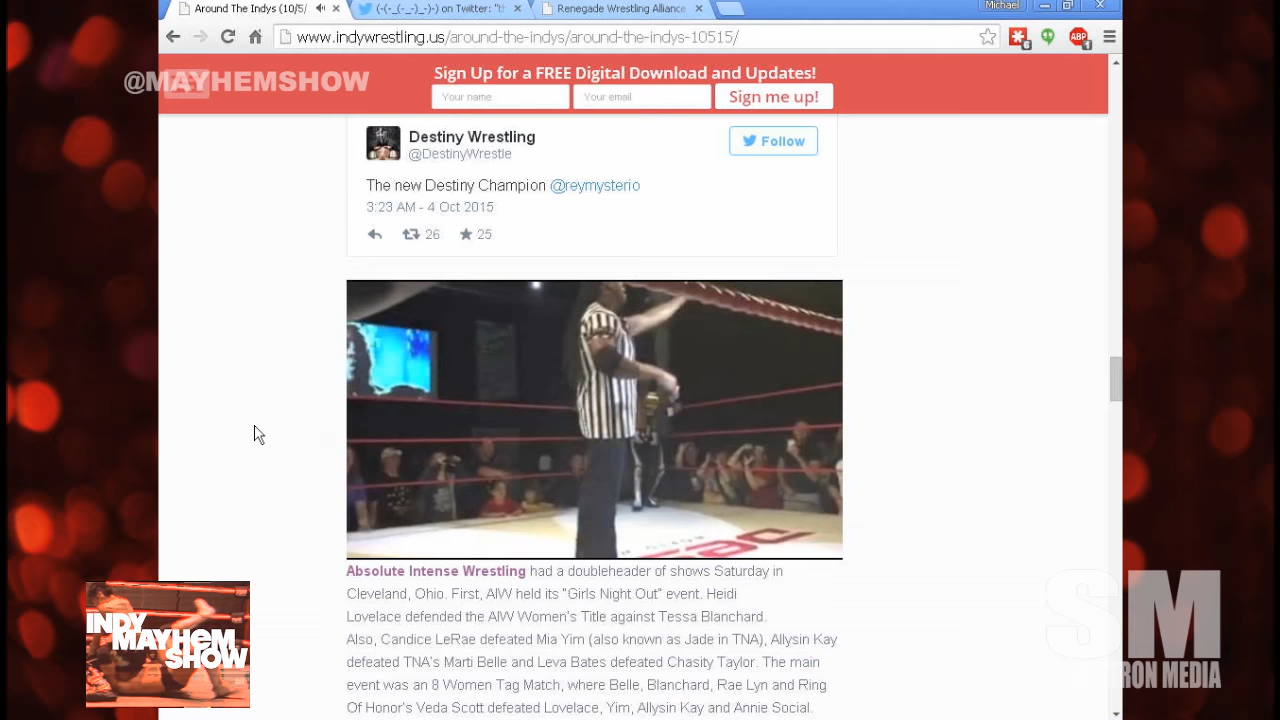 Around The Indys (10/5/
(-(-_(-_-)_-)-) on Twitter: "th
Renegade Wrestling Alliance
Michael
www.indywrestling.us/around-the-indys/around-the-indys-10515/
6
ABP
1
@MAYHEMSHOW
Sign Up for a FREE Digital Download and Updates!
Your name
Your email
Sign me up!
Destiny Wrestling
@DestinyWrestle
Follow
The new Destiny Champion @reymysterio
3:23 AM - 4 Oct 2015
26
25
Absolute Intense Wrestling had a doubleheader of shows Saturday in
Cleveland, Ohio. First, AIW held its "Girls Night Out" event. Heidi
Lovelace defended the AIW Women's Title against Tessa Blanchard.
Also, Candice LeRae defeated Mia Yim (also known as Jade in TNA), Allysin Kay
defeated TNA's Marti Belle and Leva Bates defeated Chasity Taylor. The main
event was an 8 Women Tag Match, where Belle, Blanchard, Rae Lyn and Ring
Of Honor's Veda Scott defeated Lovelace, Yim, Allysin Kay and Annie Social.
INDY
MAYHEM
SHOW
SM
TRON MEDIA